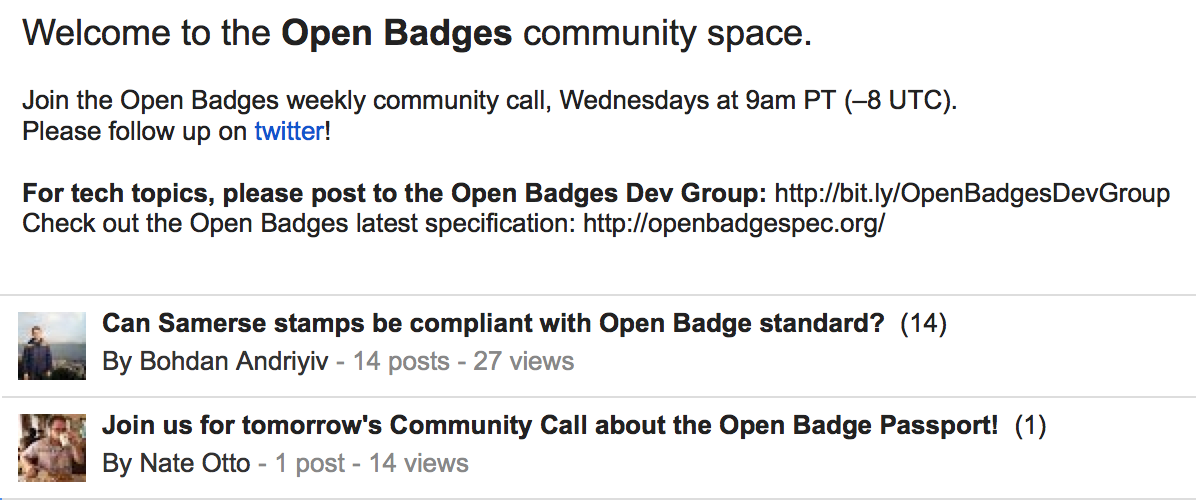 Welcome to the Open Badges community space.
Join the Open Badges weekly community call, Wednesdays at 9am PT (–8 UTC).
Please follow up on twitter!
For tech topics, please post to the Open Badges Dev Group: http://bit.ly/OpenBadgesDevGroup
Check out the Open Badges latest specification: http://openbadgespec.org/
Can Samerse stamps be compliant with Open Badge standard? (14)
By Bohdan Andriyiv - 14 posts - 27 views
Join us for tomorrow's Community Call about the Open Badge Passport! (1)
By Nate Otto - 1 post - 14 views